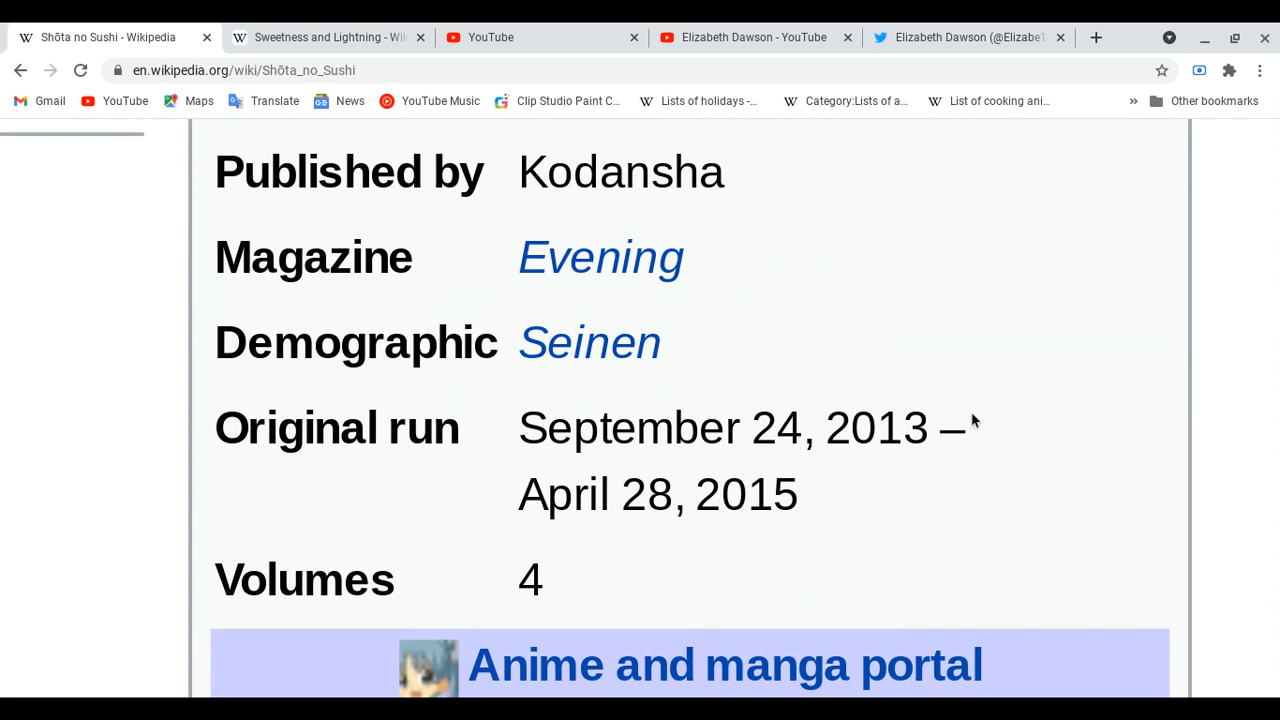 Shōta no Sushi - Wikipedia
Sweetness and Lightning - Wik
YouTube
Elizabeth Dawson - YouTube
Elizabeth Dawson (@Elizabe
en.wikipedia.org/wiki/Shōta_no_Sushi
Gmail
YouTube
Maps
Translate
News
YouTube Music
Clip Studio Paint C...
Lists of holidays -...
Category:Lists of a...
List of cooking ani...
Other bookmarks
Published by Kodansha
Magazine Evening
Demographic Seinen
Original run September 24, 2013 –
April 28, 2015
Volumes 4
Anime and manga portal